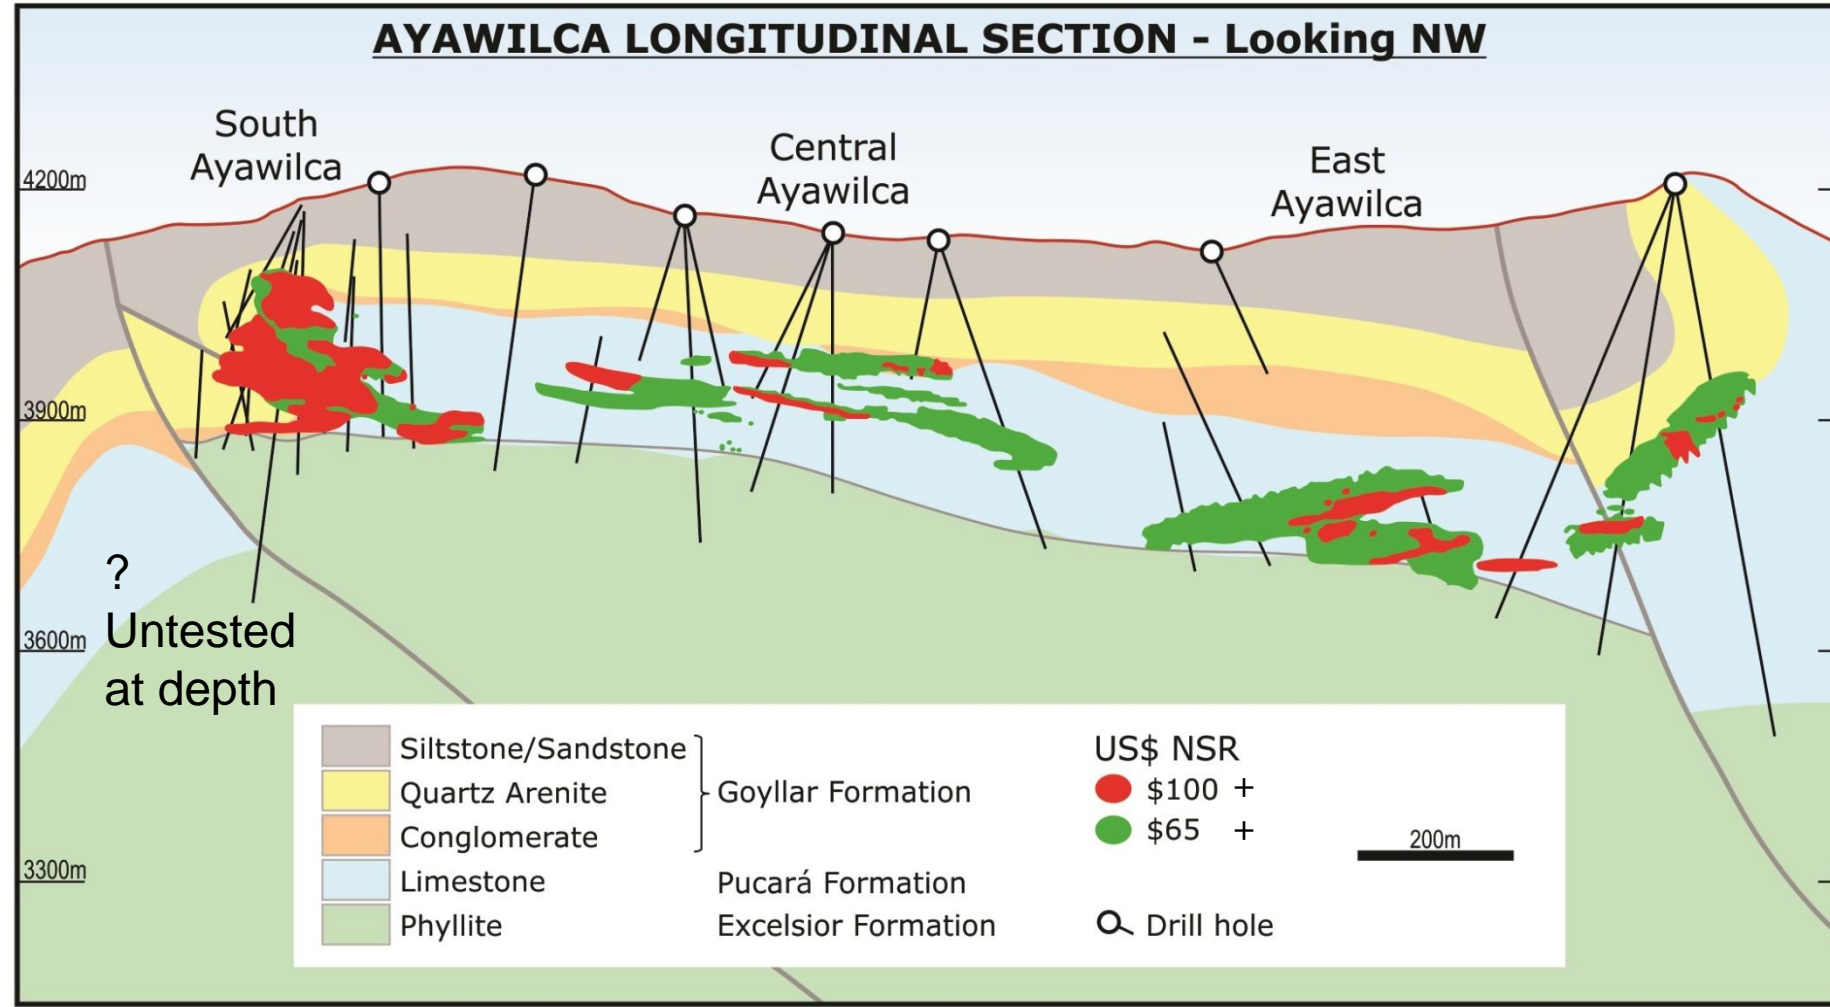 AYAWILCA LONGITUDINAL SECTION - Looking NW
South
Ayawilca
Central
Ayawilca
East
Ayawilca
4200m
3900m
3600m
3300m
?
Untested
at depth
Siltstone/Sandstone
Quartz Arenite
Conglomerate
Limestone
Phyllite
Goyllar Formation
Pucará Formation
Excelsior Formation
US$ NSR
$100 +
$65 +
Drill hole
200m